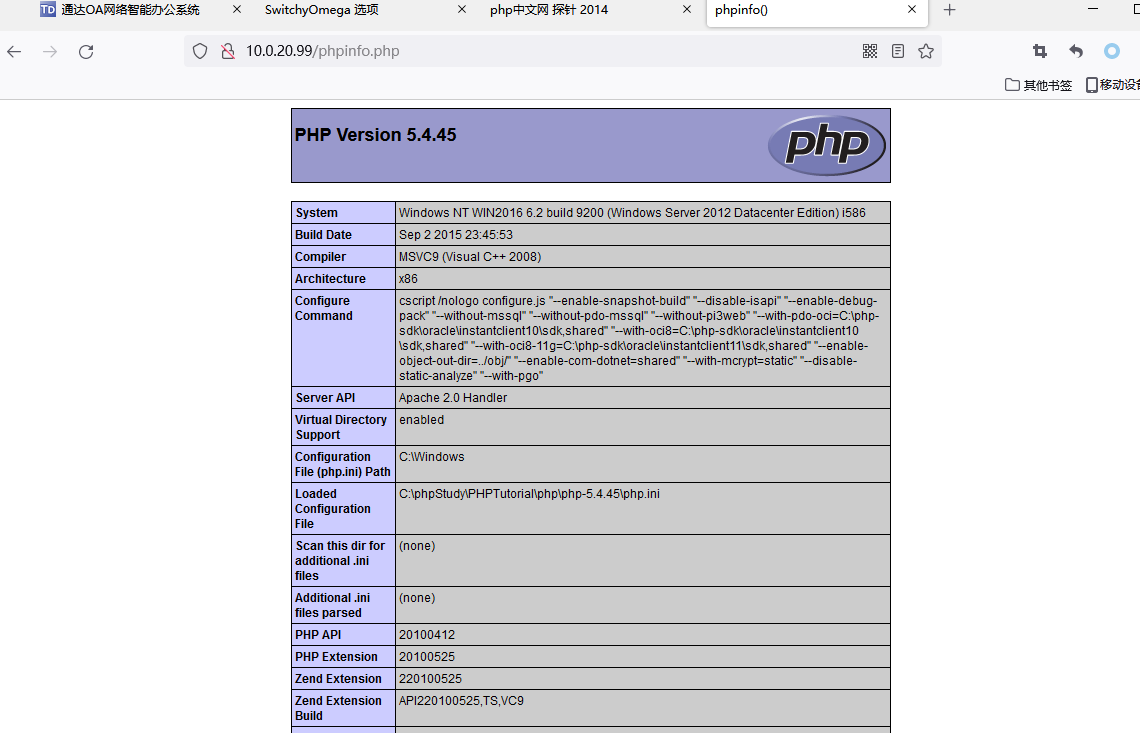 TD 通达OA网络智能办公系统
SwitchyOmega 选项
php中文网 探针 2014
phpinfo()
10.0.20.99/phpinfo.php
其他书签
PHP Version 5.4.45
php
System Windows NT WIN2016 6.2 build 9200 (Windows Server 2012 Datacenter Edition) i586
Build Date Sep 2 2015 23:45:53
Compiler MSVC9 (Visual C++ 2008)
Architecture x86
Configure
Command
cscript /nologo configure.js "--enable-snapshot-build" "--disable-isapi" "--enable-debug-
pack" "--without-mssql" "--without-pdo-mssql" "--without-pi3web" "--with-pdo-oci=C:\php-
sdk\oracle\instantclient10\sdk,shared" "--with-oci8=C:\php-sdk\oracle\instantclient10
\sdk,shared" "--with-oci8-11g=C:\php-sdk\oracle\instantclient11\sdk,shared" "--enable-
object-out-dir=../obj/" "--enable-com-dotnet=shared" "--with-mcrypt=static" "--disable-
static-analyze" "--with-pgo"
Server API Apache 2.0 Handler
Virtual Directory
Support
enabled
Configuration
File (php.ini) Path
C:\Windows
Loaded
Configuration
File
C:\phpStudy\PHPTutorial\php\php-5.4.45\php.ini
Scan this dir for
additional .ini
files
(none)
Additional .ini
files parsed
(none)
PHP API 20100412
PHP Extension 20100525
Zend Extension 220100525
Zend Extension
Build
API220100525,TS,VC9